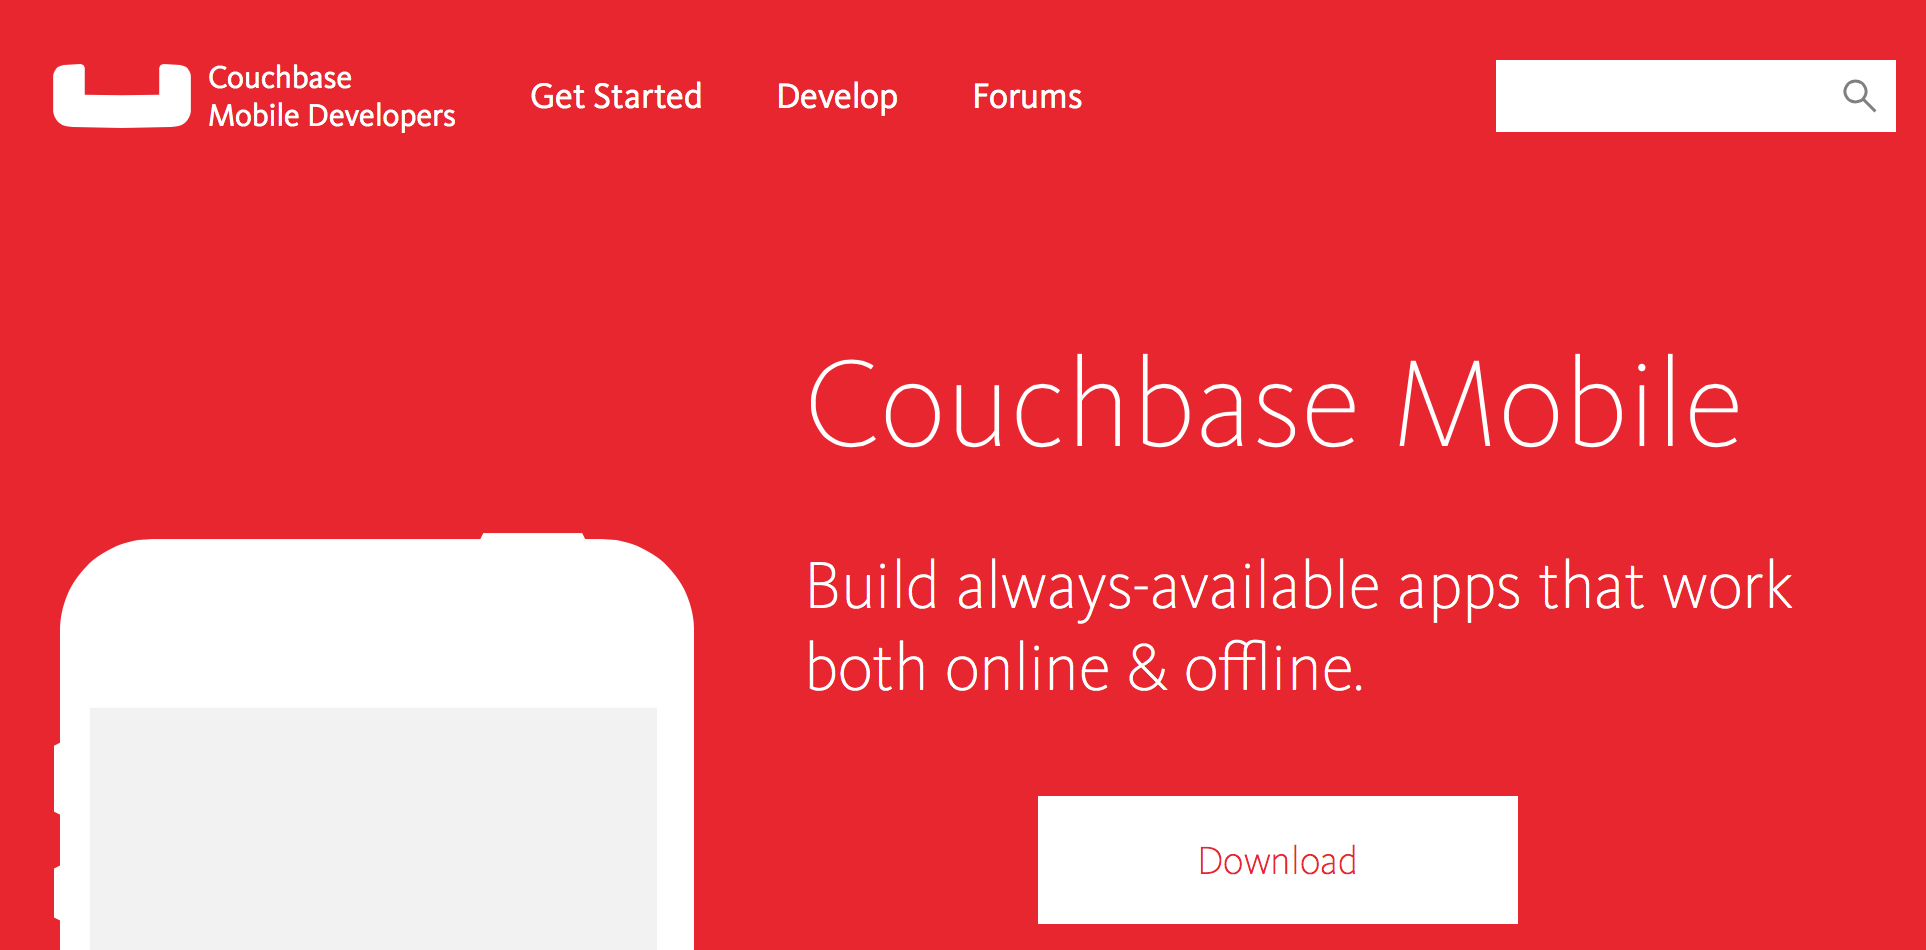 Couchbase
Mobile Developers
Get Started
Develop
Forums
Couchbase Mobile
Build always-available apps that work
both online & offline.
Download